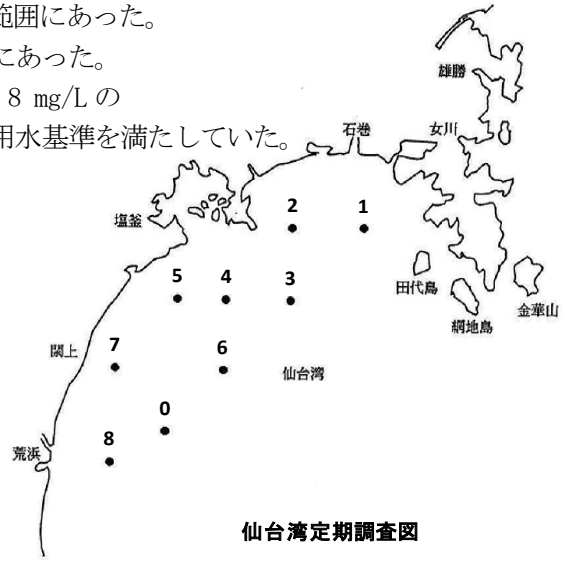 範囲にあった。
にあった。
8 mg/L の
用水基準を満たしていた。
雄勝
石巻
女川
塩釜
2
1
田代島
網地島
金華山
5
4
3
閖上
7
6
仙台湾
0
荒浜
8
仙台湾定期調査図